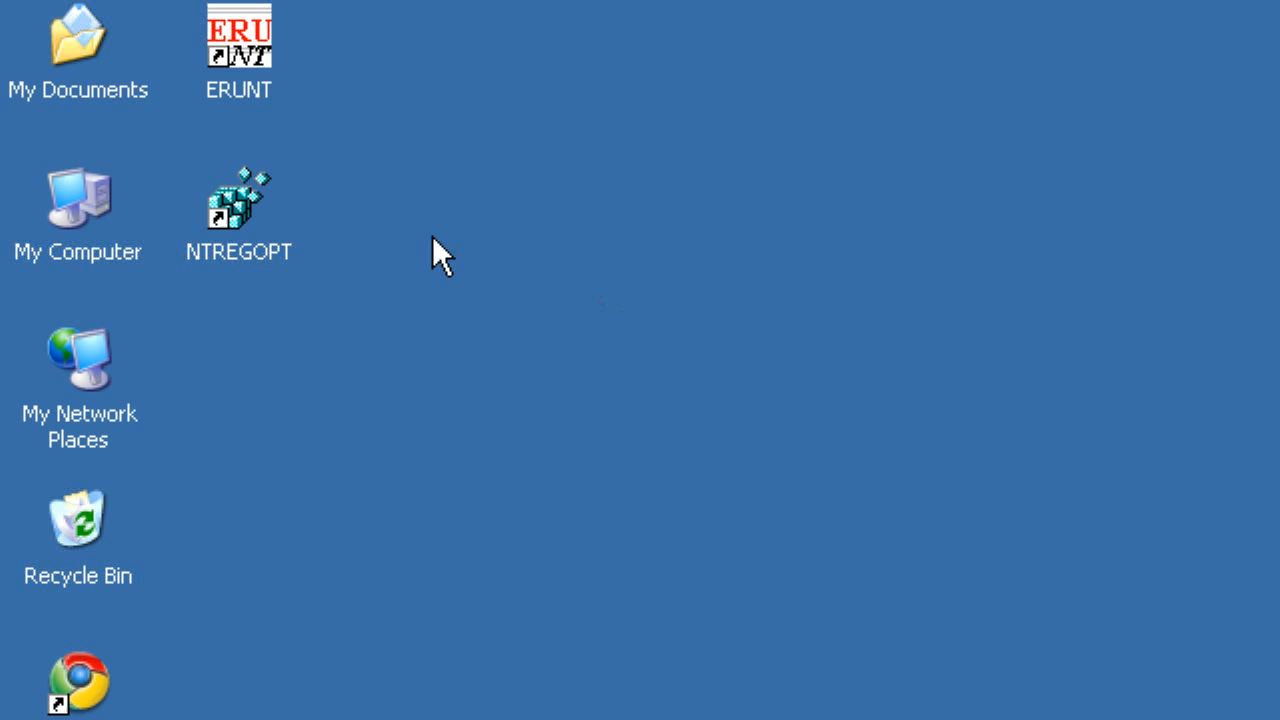 My Documents
ERU
NT
ERUNT
My Computer
NTREGOPT
My Network
Places
Recycle Bin